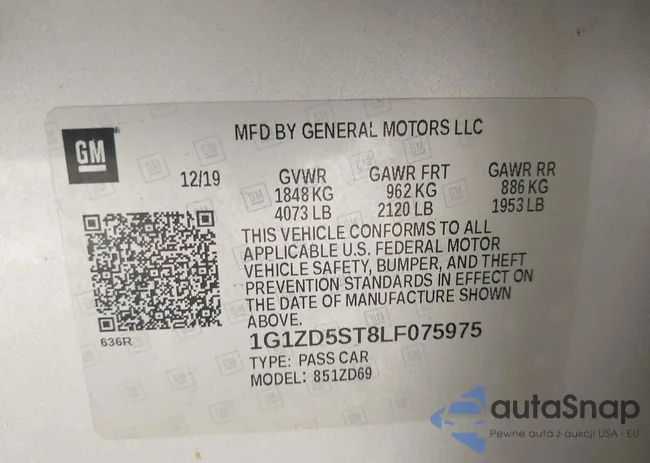 GM
MFD BY GENERAL MOTORS LLC
12/19 GVWR GAWR FRT GAWR RR
1848 KG 962 KG 886 KG
4073 LB 2120 LB 1953 LB
THIS VEHICLE CONFORMS TO ALL
APPLICABLE U.S. FEDERAL MOTOR
VEHICLE SAFETY, BUMPER, AND THEFT
PREVENTION STANDARDS IN EFFECT ON
THE DATE OF MANUFACTURE SHOWN
ABOVE.
636R
1G1ZD5ST8LF075975
TYPE: PASS CAR
MODEL: 851ZD69
autaSnap
Pewne auta z aukcji USA i EU